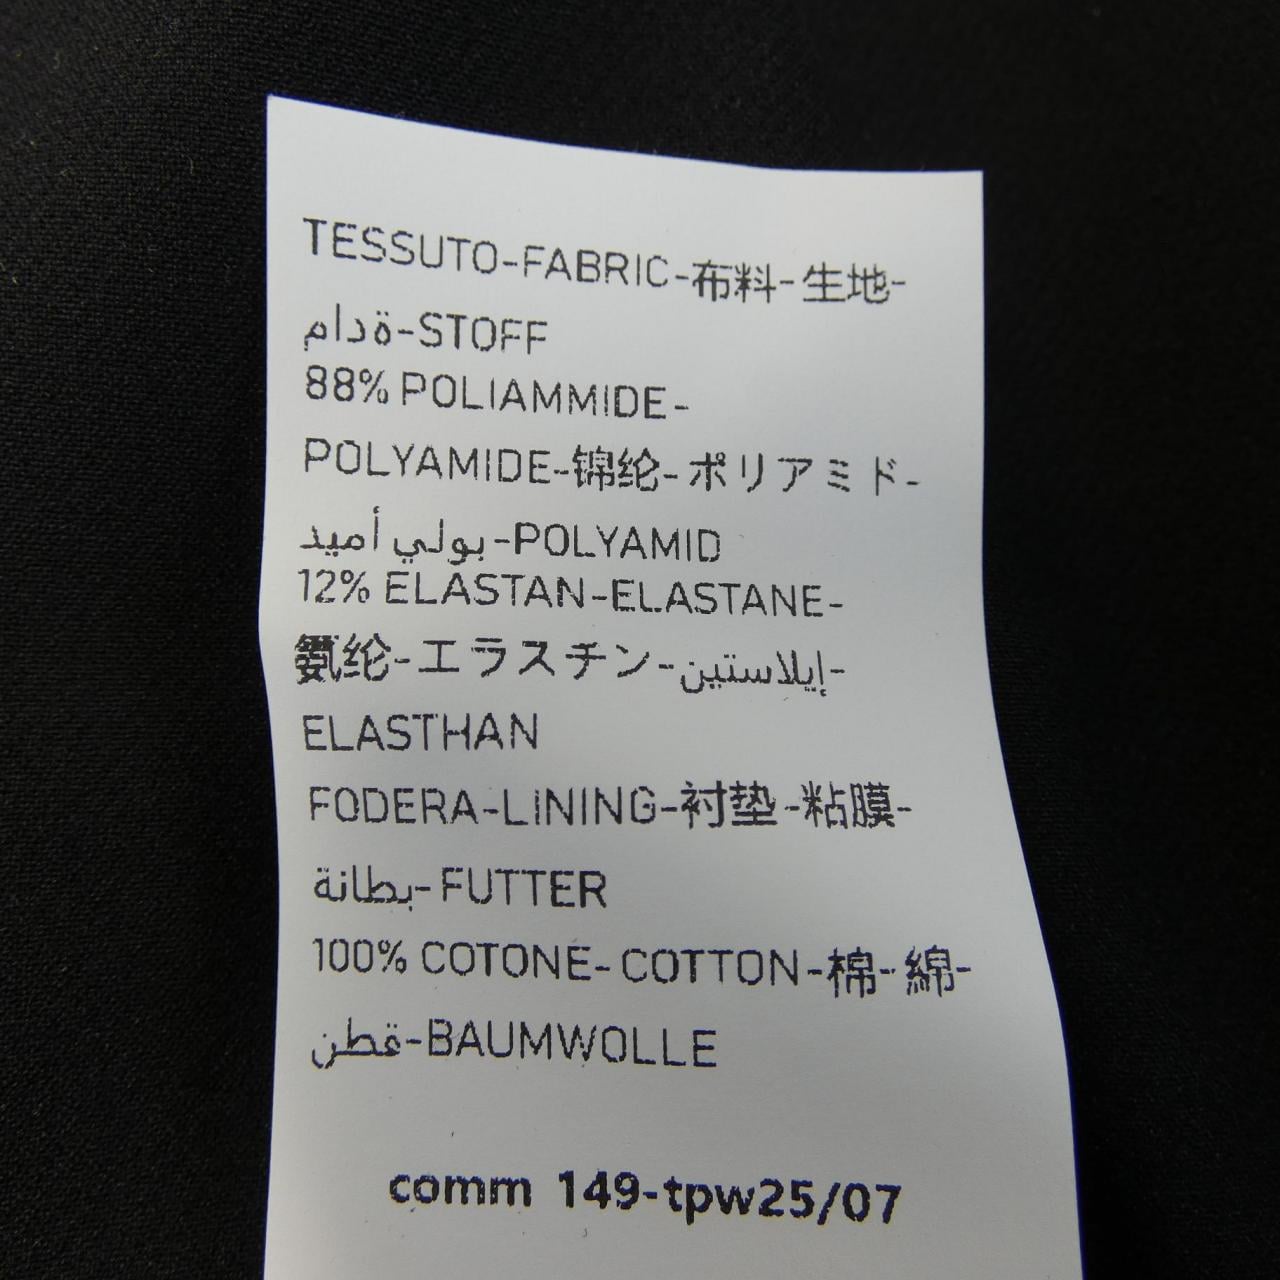 TESSUTO-FABRIC-布料-生地-
ةدام-STOFF
88% POLIAMMIDE-
POLYAMIDE-锦纶-ポリアミド-
بولي أميد-POLYAMID
12% ELASTAN-ELASTANE-
氨纶-エラスチン-إيلاستين-
ELASTHAN
FODERA-LINING-衬垫-粘膜-
بطانة-FUTTER
100% COTONE-COTTON-棉-綿-
قطن-BAUMWOLLE
comm 149-tpw25/07